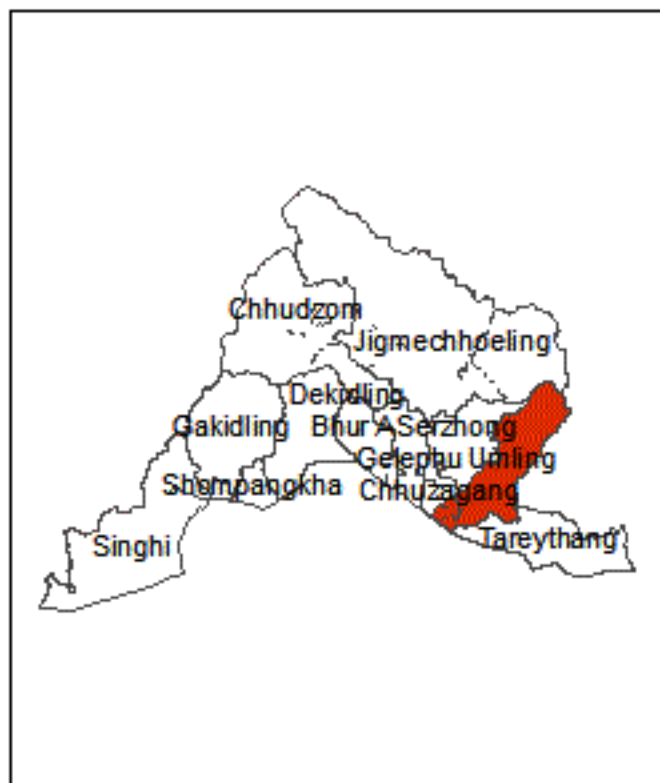 Chhudzom
Jigmechhoeling
Dekidling
Gakidling
Bhur
Serzhong
Gelephu Umling
Shompangkha
Chhuzagang
Singhi
Tareythang